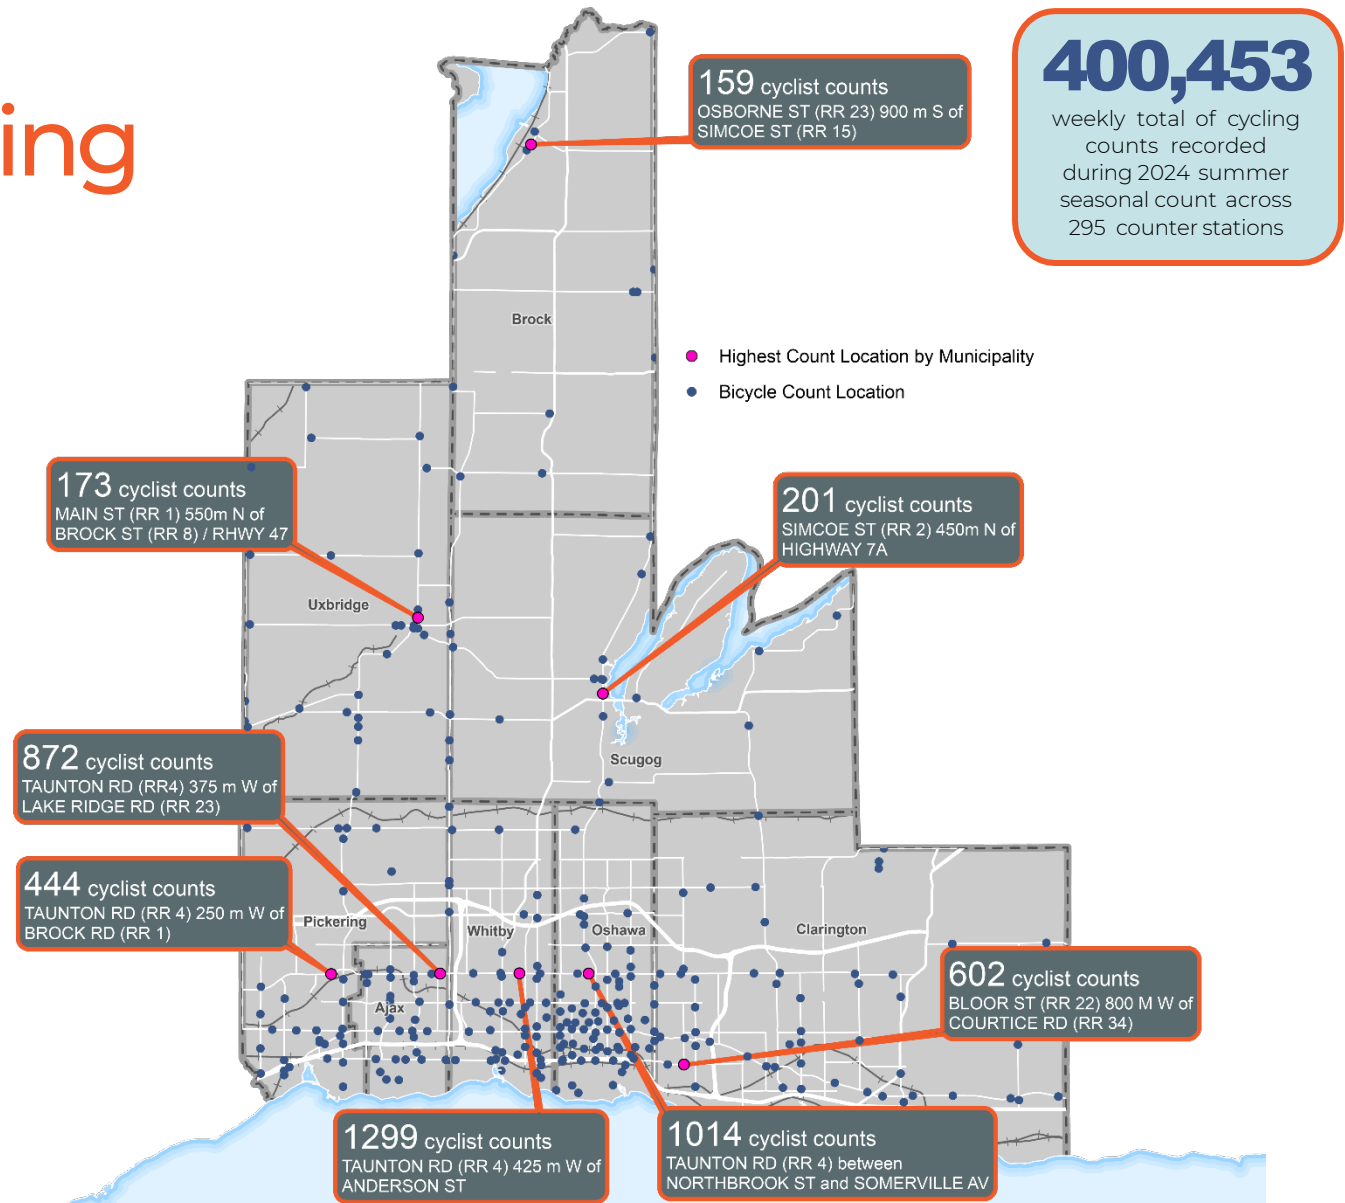 ing
400,453
weekly total of cycling
counts recorded
during 2024 summer
seasonal count across
295 counter stations
159 cyclist counts
OSBORNE ST (RR 23) 900 m S of
SIMCOE ST (RR 15)
Brock
Highest Count Location by Municipality
Bicycle Count Location
173 cyclist counts
MAIN ST (RR 1) 550m N of
BROCK ST (RR 8) / RHWY 47
201 cyclist counts
SIMCOE ST (RR 2) 450m N of
HIGHWAY 7A
Uxbridge
Scugog
872 cyclist counts
TAUNTON RD (RR4) 375 m W of
LAKE RIDGE RD (RR 23)
444 cyclist counts
TAUNTON RD (RR 4) 250 m W of
BROCK RD (RR 1)
Pickering
Whitby
Oshawa
Clarington
Ajax
602 cyclist counts
BLOOR ST (RR 22) 800 M W of
COURTICE RD (RR 34)
1299 cyclist counts
TAUNTON RD (RR 4) 425 m W of
ANDERSON ST
1014 cyclist counts
TAUNTON RD (RR 4) between
NORTHBROOK ST and SOMERVILLE AV